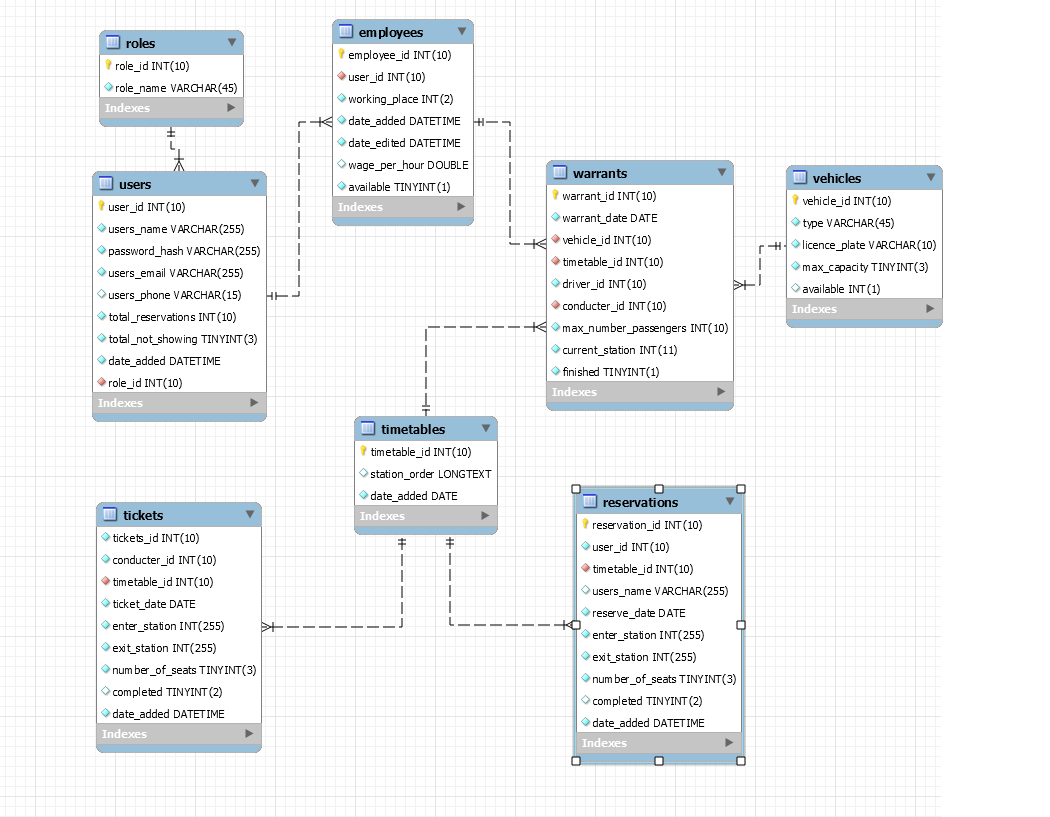 roles
role_id INT(10)
role_name VARCHAR(45)
Indexes
employees
employee_id INT(10)
user_id INT(10)
working_place INT(2)
date_added DATETIME
date_edited DATETIME
wage_per_hour DOUBLE
available TINYINT(1)
Indexes
users
user_id INT(10)
users_name VARCHAR(255)
password_hash VARCHAR(255)
users_email VARCHAR(255)
users_phone VARCHAR(15)
total_reservations INT(10)
total_not_showing TINYINT(3)
date_added DATETIME
role_id INT(10)
Indexes
warrants
warrant_id INT(10)
warrant_date DATE
vehicle_id INT(10)
timetable_id INT(10)
driver_id INT(10)
conducter_id INT(10)
max_number_passengers INT(10)
current_station INT(11)
finished TINYINT(1)
Indexes
vehicles
vehicle_id INT(10)
type VARCHAR(45)
licence_plate VARCHAR(10)
max_capacity TINYINT(3)
available INT(1)
Indexes
timetables
timetable_id INT(10)
station_order LONGTEXT
date_added DATE
Indexes
tickets
tickets_id INT(10)
conducter_id INT(10)
timetable_id INT(10)
ticket_date DATE
enter_station INT(255)
exit_station INT(255)
number_of_seats TINYINT(3)
completed TINYINT(2)
date_added DATETIME
Indexes
reservations
reservation_id INT(10)
user_id INT(10)
timetable_id INT(10)
users_name VARCHAR(255)
reserve_date DATE
enter_station INT(255)
exit_station INT(255)
number_of_seats TINYINT(3)
completed TINYINT(2)
date_added DATETIME
Indexes